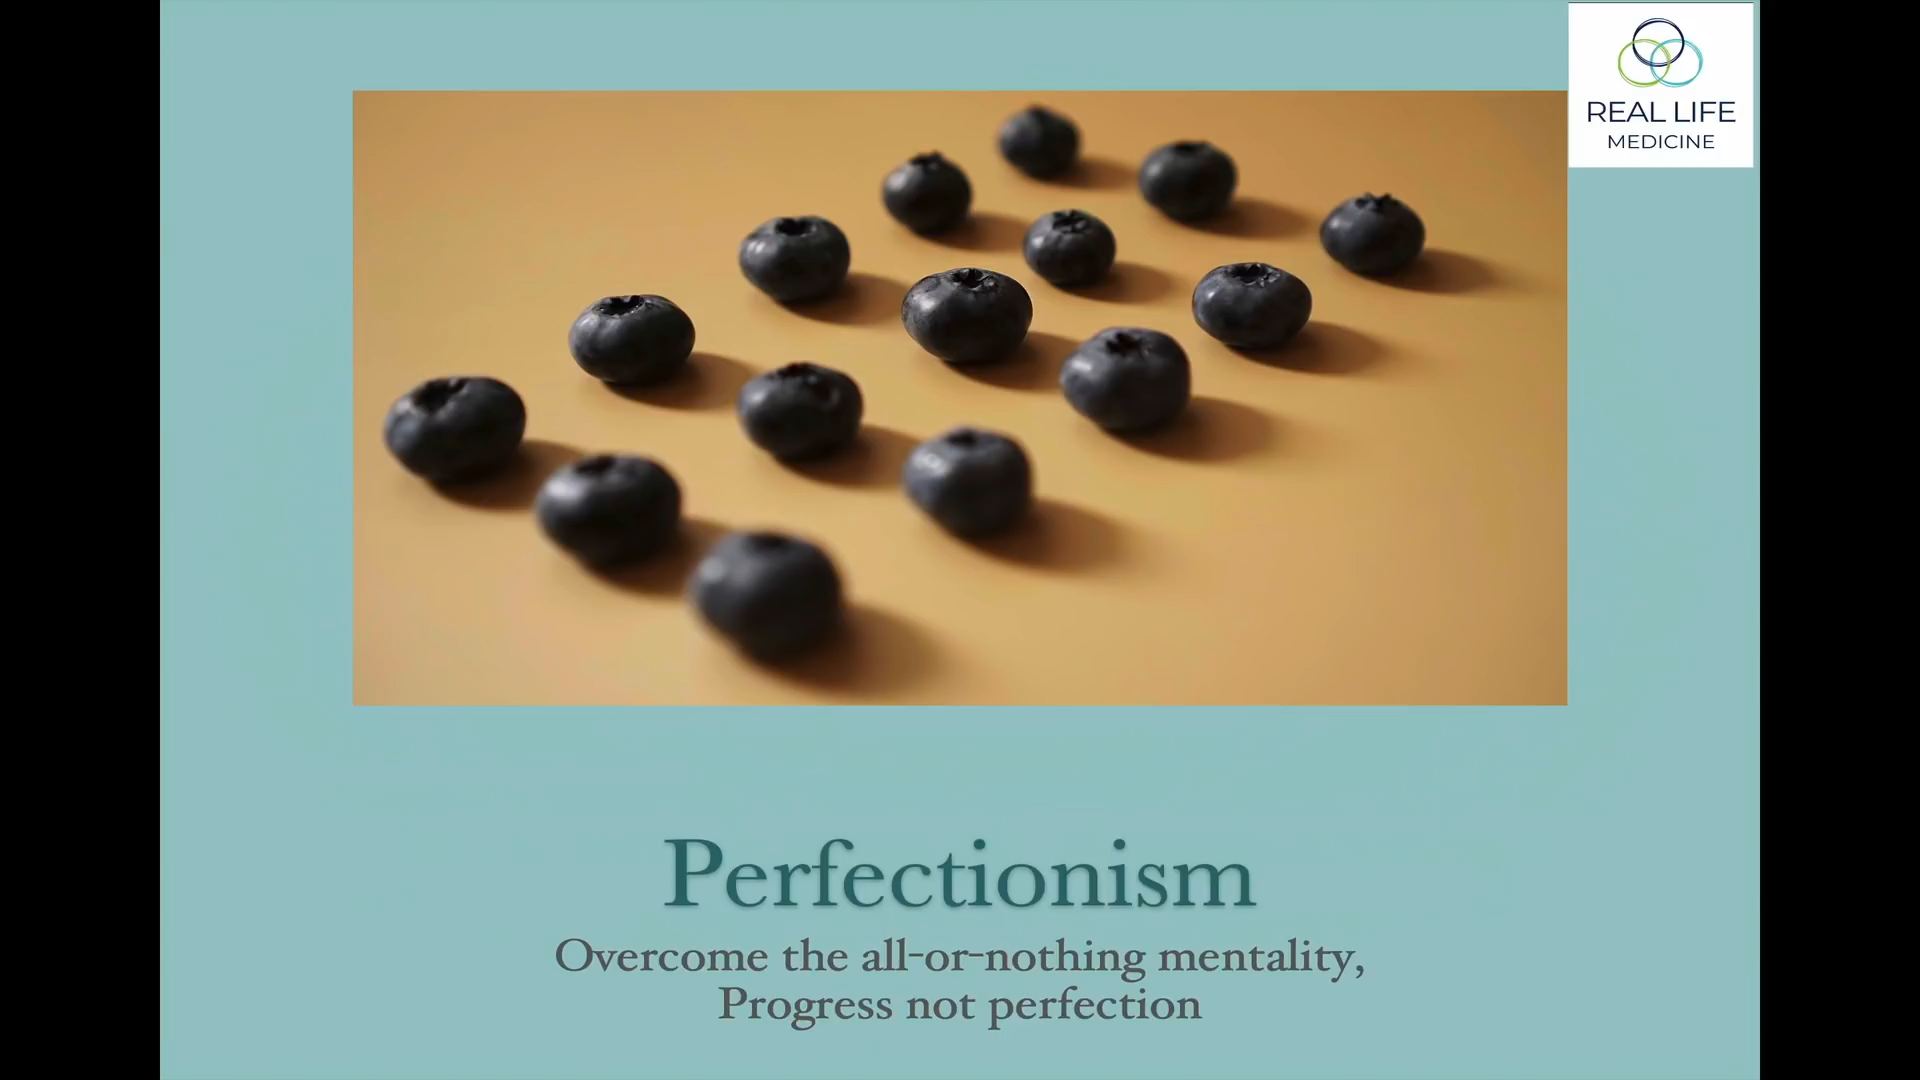 REAL LIFE
MEDICINE
Perfectionism
Overcome the all-or-nothing mentality,
Progress not perfection